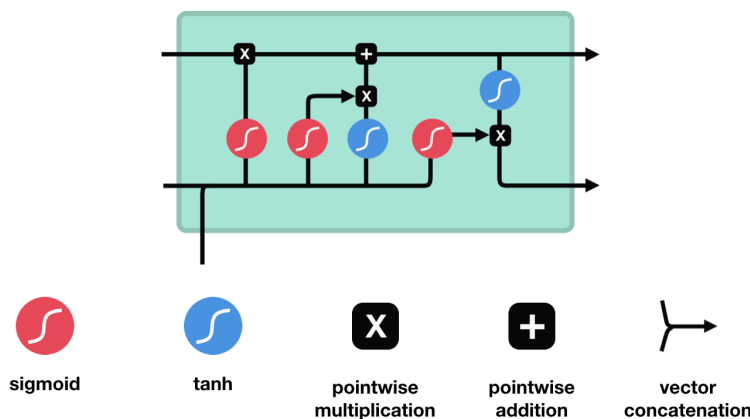 X
+
X
X
X
+
sigmoid
tanh
pointwise
multiplication
pointwise
addition
vector
concatenation